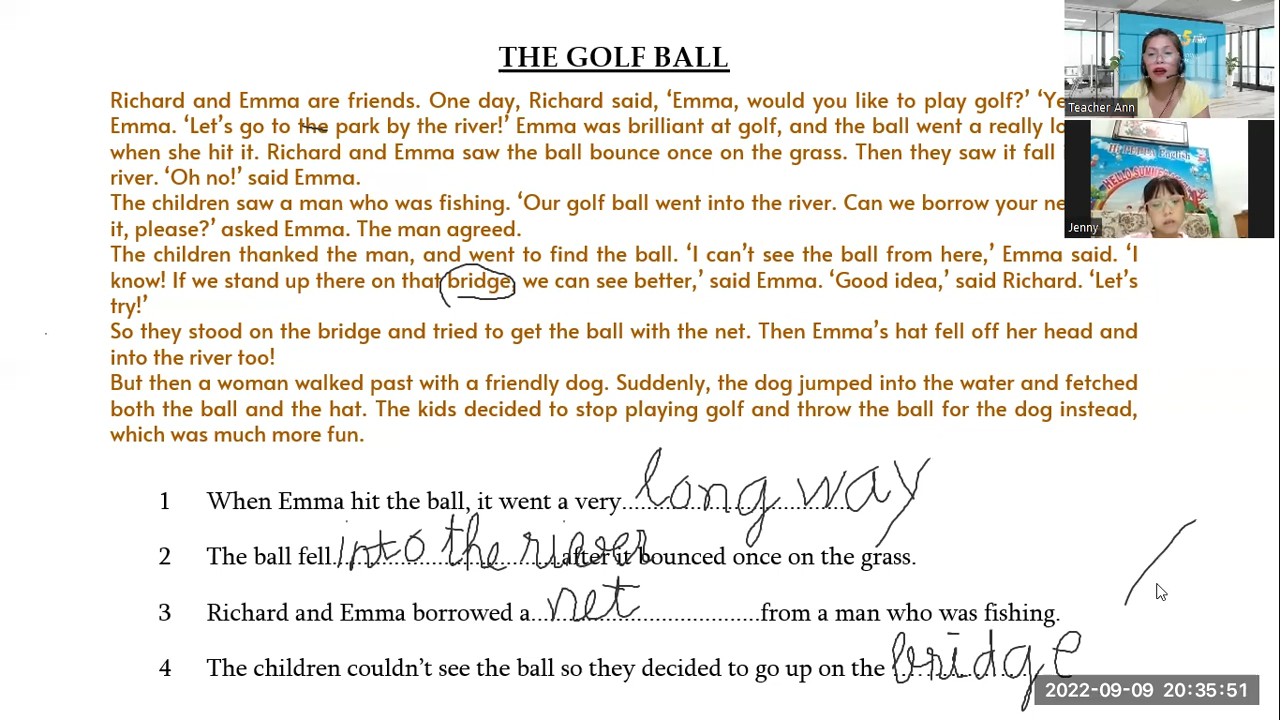 THE GOLF BALL
Richard and Emma are friends. One day, Richard said, ‘Emma, would you like to play golf?’ ‘Ye
Emma. ‘Let’s go to the park by the river!’ Emma was brilliant at golf, and the ball went a really lo
when she hit it. Richard and Emma saw the ball bounce once on the grass. Then they saw it fall
river. ‘Oh no!’ said Emma.
The children saw a man who was fishing. ‘Our golf ball went into the river. Can we borrow your ne
it, please?’ asked Emma. The man agreed.
The children thanked the man, and went to find the ball. ‘I can’t see the ball from here,’ Emma said. ‘I
know! If we stand up there on that bridge, we can see better,’ said Emma. ‘Good idea,’ said Richard. ‘Let’s
try!’
So they stood on the bridge and tried to get the ball with the net. Then Emma’s hat fell off her head and
into the river too!
But then a woman walked past with a friendly dog. Suddenly, the dog jumped into the water and fetched
both the ball and the hat. The kids decided to stop playing golf and throw the ball for the dog instead,
which was much more fun.
1 When Emma hit the ball, it went a very long way
2 The ball fell into the river after it bounced once on the grass.
3 Richard and Emma borrowed a net from a man who was fishing.
4 The children couldn’t see the ball so they decided to go up on the bridge
Teacher Ann
5
English
HELLO SUMMER
Jenny
2022-09-09 20:35:51